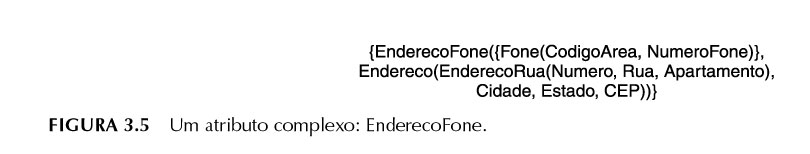 {EnderecoFone({Fone(CodigoArea, NumeroFone)},
Endereco(EnderecoRua(Numero, Rua, Apartamento),
Cidade, Estado, CEP))}
FIGURA 3.5 Um atributo complexo: EnderecoFone.